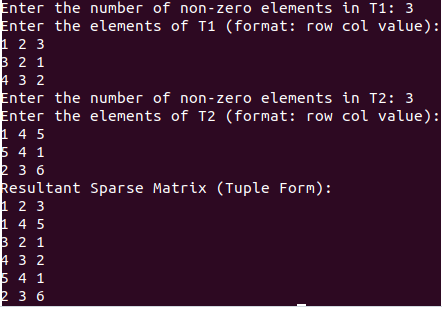 Enter the number of non-zero elements in T1: 3
Enter the elements of T1 (format: row col value):
1 2 3
3 2 1
4 3 2
Enter the number of non-zero elements in T2: 3
Enter the elements of T2 (format: row col value):
1 4 5
5 4 1
2 3 6
Resultant Sparse Matrix (Tuple Form):
1 2 3
1 4 5
3 2 1
4 3 2
5 4 1
2 3 6